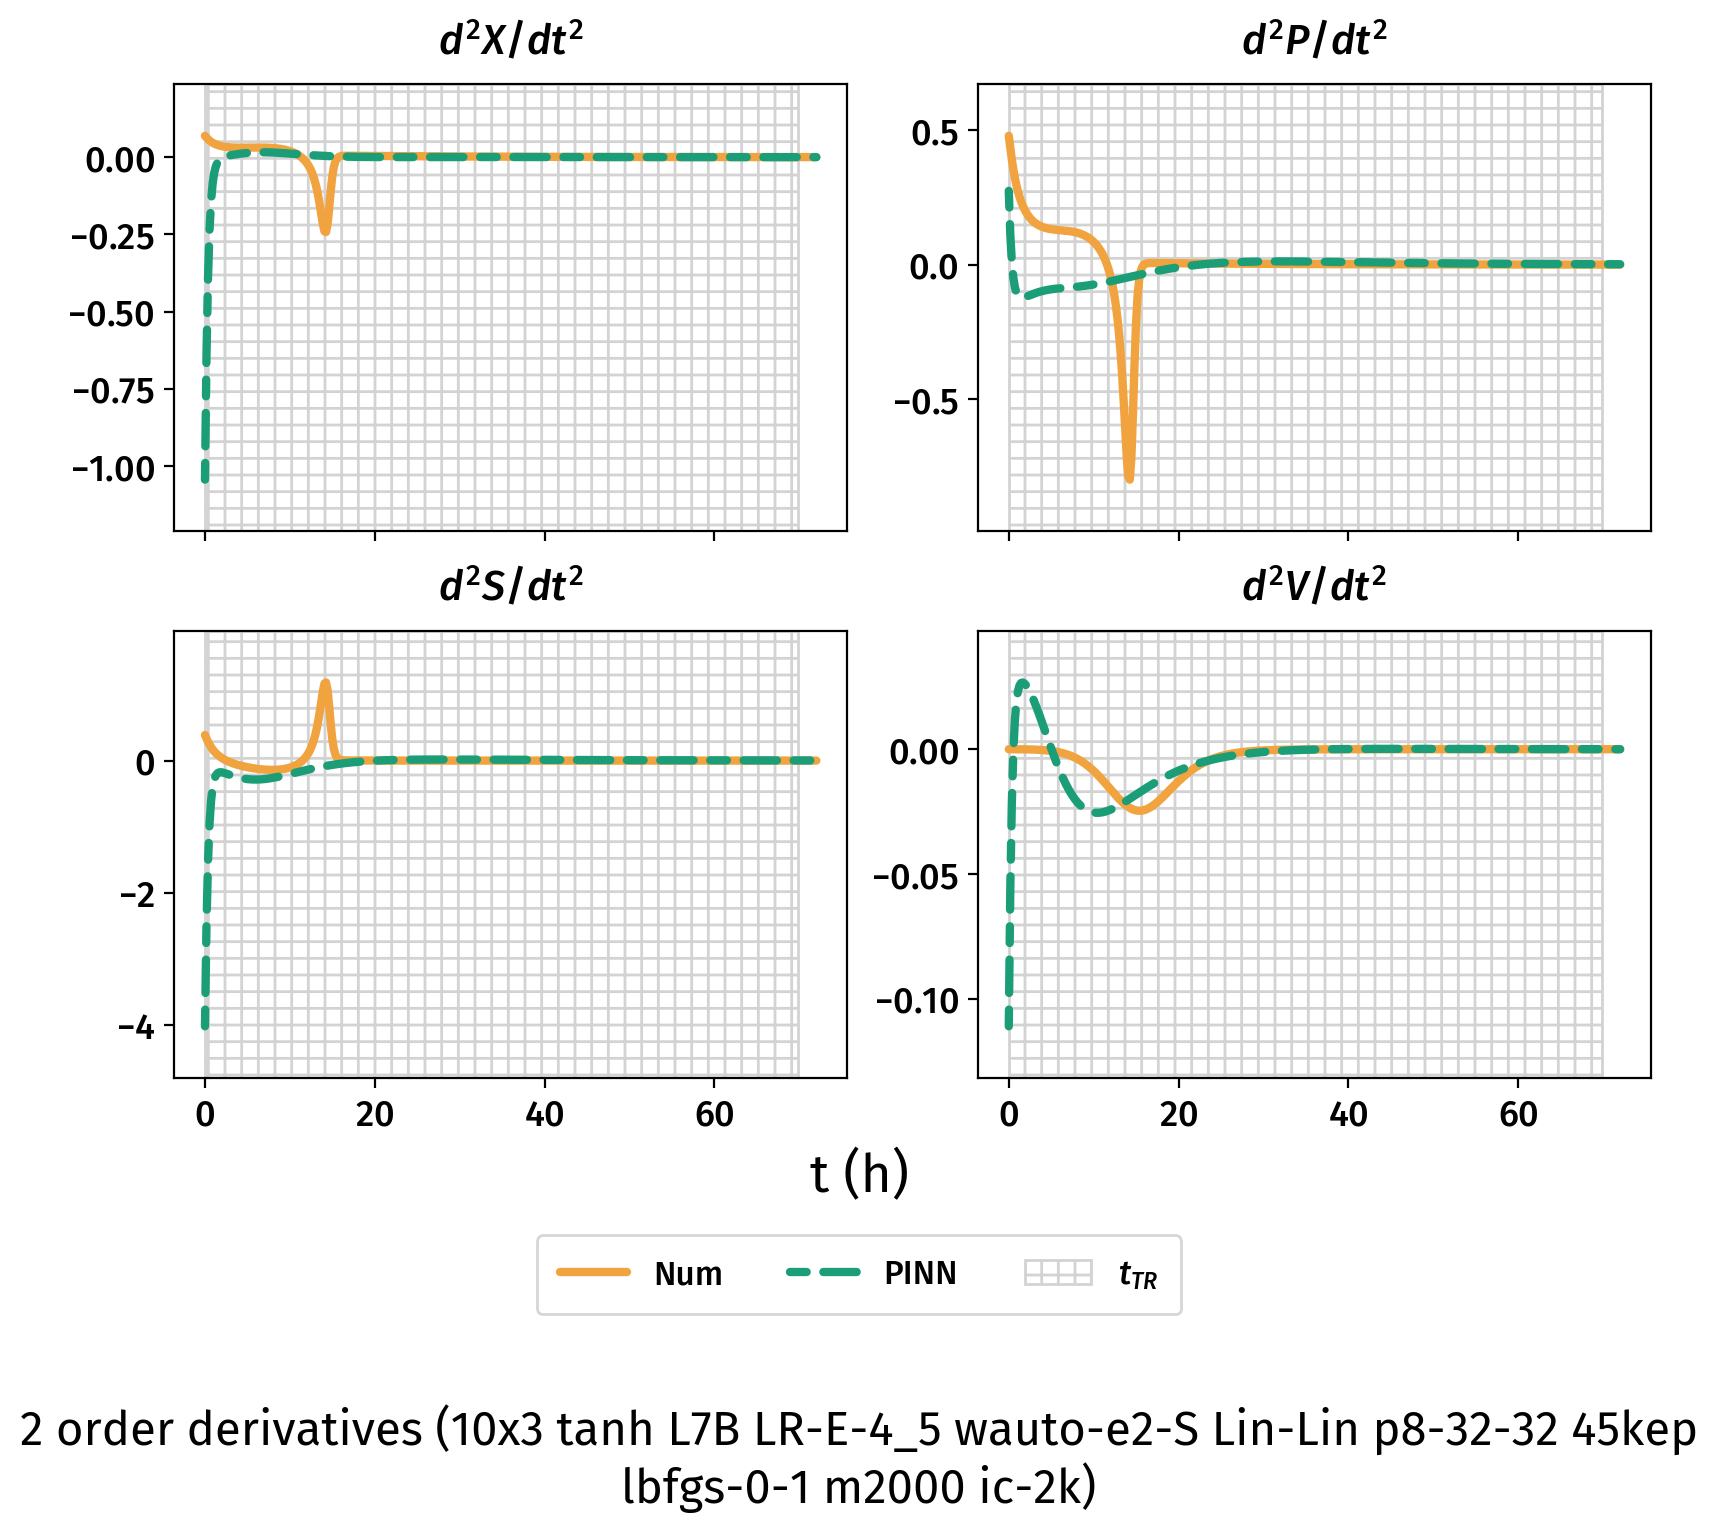 d²X/dt²
d²P/dt²
0.00
−0.25
−0.50
−0.75
−1.00
0.5
0.0
−0.5
d²S/dt²
d²V/dt²
0
−2
−4
0.00
−0.05
−0.10
0 20 40 60
0 20 40 60
t (h)
Num PINN t_TR
2 order derivatives (10x3 tanh L7B LR-E-4_5 wauto-e2-S Lin-Lin p8-32-32 45kep
lbfgs-0-1 m2000 ic-2k)